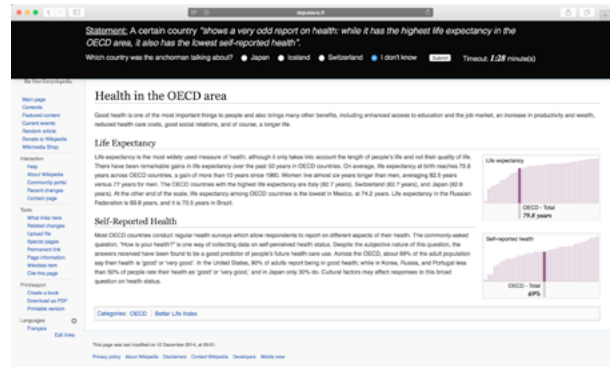 Statement: A certain country "shows a very odd report on health: while it has the highest life expectancy in the
OECD area, it also has the lowest self-reported health".
Which country was the anchorman talking about? Japan Iceland Switzerland I don't know Submit Timeout: 1:28 minute(s)
The Free Encyclopedia
Main page
Contents
Featured content
Current events
Random article
Donate to Wikipedia
Wikimedia Shop
Interaction
Help
About Wikipedia
Community portal
Recent changes
Contact page
Tools
What links here
Related changes
Upload file
Special pages
Permanent link
Page information
Wikidata item
Cite this page
Print/export
Create a book
Download as PDF
Printable version
Languages
Français
Edit links
Health in the OECD area
Good health is one of the most important things to people and also brings many other benefits, including enhanced access to education and the job market, an increase in productivity and wealth,
reduced health care costs, good social relations, and of course, a longer life.
Life Expectancy
Life expectancy is the most widely used measure of health, although it only takes into account the length of people's life and not their quality of life.
There have been remarkable gains in life expectancy over the past 50 years in OECD countries. On average, life expectancy at birth reaches 79.8
years across OECD countries, a gain of more than 10 years since 1960. Women live almost six years longer than men, averaging 82.5 years
versus 77 years for men. The OECD countries with the highest life expectancy are Italy (82.7 years), Switzerland (82.7 years), and Japan (82.6
years). At the other end of the scale, life expectancy among OECD countries is the lowest in Mexico, at 74.2 years. Life expectancy in the Russian
Federation is 69.8 years, and it is 73.5 years in Brazil.
Life expectancy
OECD - Total
79.8 years
Self-Reported Health
Most OECD countries conduct regular health surveys which allow respondents to report on different aspects of their health. The commonly-asked
question, "How is your health?" is one way of collecting data on self-perceived health status. Despite the subjective nature of this question, the
answers received have been found to be a good predictor of people's future health care use. Across the OECD, about 69% of the adult population
say their health is 'good' or 'very good'. In the United States, 90% of adults report being in good health; while in Korea, Russia, and Portugal less
than 50% of people rate their health as 'good' or 'very good,' and in Japan only 30% do. Cultural factors may affect responses to this broad
question on health status.
Self-reported health
OECD - Total
69%
Categories: OECD Better Life Index
This page was last modified on 10 December 2014, at 09:01.
Privacy policy About Wikipedia Disclaimers Contact Wikipedia Developers Mobile view